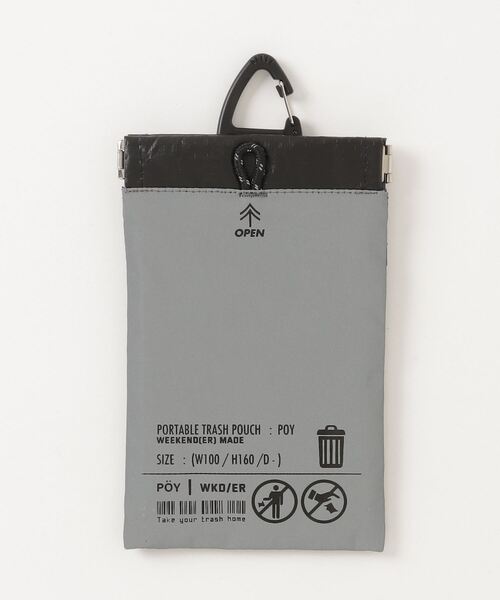 OPEN
PORTABLE TRASH POUCH : POY
WEEKEND(ER) MADE
SIZE : (W100 / H160 / D - )
PÖY | WKD/ER
Take your trash home